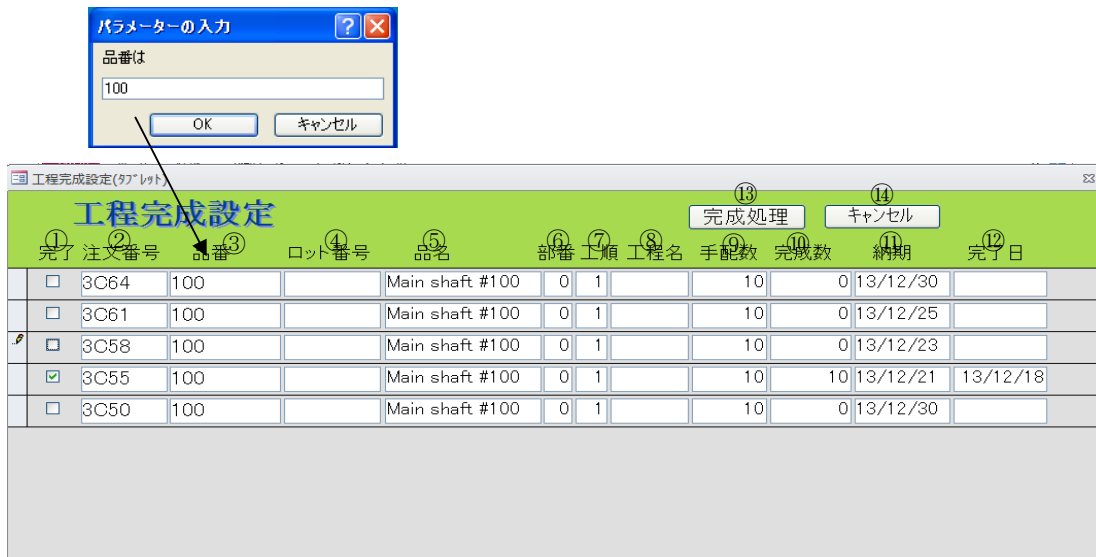 パラメーターの入力
品番は
100
OK キャンセル
工程完成設定(ﾀﾌﾞﾚｯﾄ)
工程完成設定
⑬ ⑭
完成処理 キャンセル
① ② ③ ④ ⑤ ⑥ ⑦ ⑧ ⑨ ⑩ ⑪ ⑫
完了 注文番号 品番 ロット番号 品名 部番 工順 工程名 手配数 完成数 納期 完了日
3C64 100 Main shaft #100 0 1 10 0 13/12/30
3C61 100 Main shaft #100 0 1 10 0 13/12/25
3C58 100 Main shaft #100 0 1 10 0 13/12/23
3C55 100 Main shaft #100 0 1 10 10 13/12/21 13/12/18
3C50 100 Main shaft #100 0 1 10 0 13/12/30